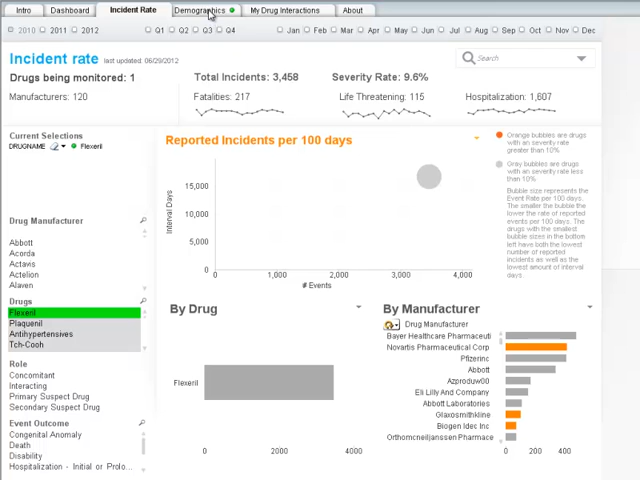 Intro Dashboard Incident Rate Demographics My Drug Interactions About
2010 2011 2012 Q1 Q2 Q3 Q4 Jan Feb Mar Apr May Jun Jul Aug Sep Oct Nov Dec
Incident rate last updated: 06/29/2012
Search
Drugs being monitored: 1
Total Incidents: 3,458
Severity Rate: 9.6%
Manufacturers: 120
Fatalities: 217
Life Threatening: 115
Hospitalization: 1,607
Current Selections
DRUGNAME Flexeril
Drug Manufacturer
Abbott
Acorda
Actavis
Actelion
Alaven
Drugs
Flexeril
Plaquenil
Antihypertensives
Tch-Cooh
Role
Concomitant
Interacting
Primary Suspect Drug
Secondary Suspect Drug
Event Outcome
Congenital Anomaly
Death
Disability
Hospitalization - Initial or Prolo...
Reported Incidents per 100 days
Interval Days
15,000
10,000
5,000
0
0 1,000 2,000 3,000 4,000
# Events
Orange bubbles are drugs
with an severity rate
greater than 10%
Gray bubbles are drugs
with an severity rate less
than 10%
Bubble size represents the
Event Rate per 100 days.
The smaller the bubble the
lower the rate of reported
events per 100 days. The
drugs with the smallest
bubble sizes in the bottom
left have both the lowest
number of reported
incidents as well as the
lowest amount of interval
days.
By Drug
Flexeril
0 2000 4000
By Manufacturer
Drug Manufacturer
Bayer Healthcare Pharmaceuti
Novartis Pharmaceutical Corp
Pfizerinc
Abbott
Azproduw00
Eli Lilly And Company
Abbott Laboratories
Glaxosmithkline
Biogen Idec Inc
Orthomcneiljanssen Pharmace
0 200 400